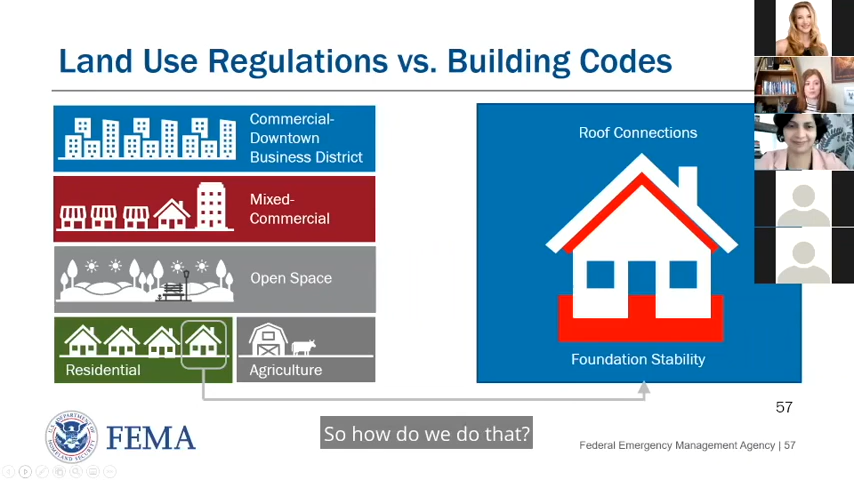 Land Use Regulations vs. Building Codes
Commercial-
Downtown
Business District
Mixed-
Commercial
Open Space
Residential
Agriculture
Roof Connections
Foundation Stability
57
FEMA
So how do we do that?
Federal Emergency Management Agency | 57